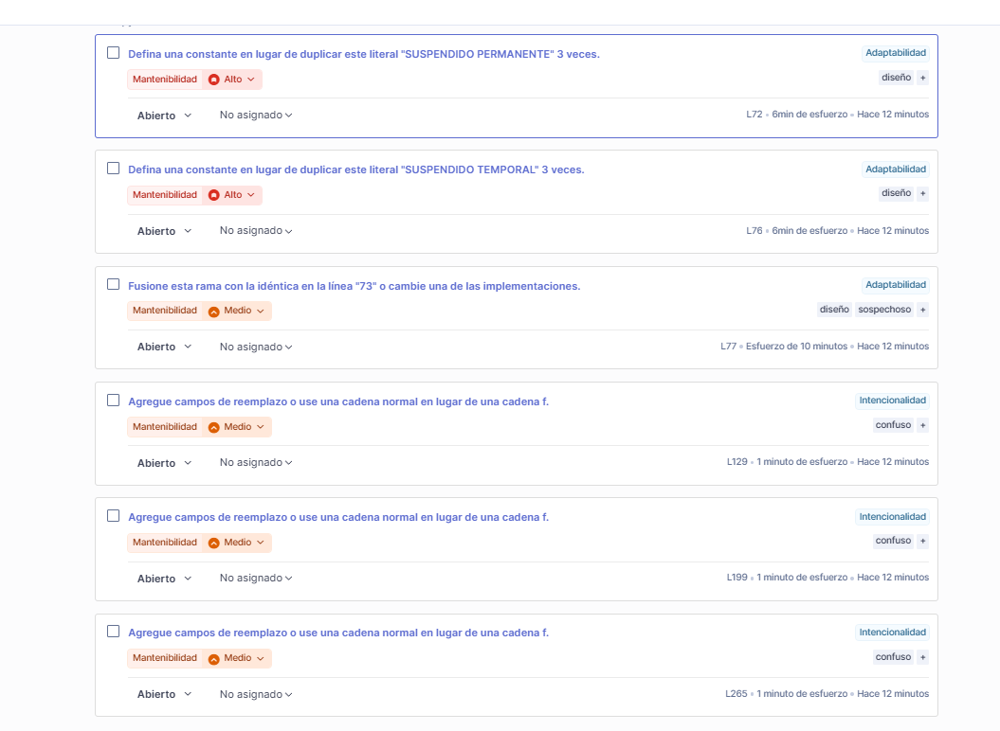 Defina una constante en lugar de duplicar este literal "SUSPENDIDO PERMANENTE" 3 veces. Adaptabilidad
Mantenibilidad Alto diseño +
Abierto No asignado L72 • 6min de esfuerzo • Hace 12 minutos
Defina una constante en lugar de duplicar este literal "SUSPENDIDO TEMPORAL" 3 veces. Adaptabilidad
Mantenibilidad Alto diseño +
Abierto No asignado L76 • 6min de esfuerzo • Hace 12 minutos
Fusione esta rama con la idéntica en la línea "73" o cambie una de las implementaciones. Adaptabilidad
Mantenibilidad Medio diseño sospechoso +
Abierto No asignado L77 • Esfuerzo de 10 minutos • Hace 12 minutos
Agregue campos de reemplazo o use una cadena normal en lugar de una cadena f. Intencionalidad
Mantenibilidad Medio confuso +
Abierto No asignado L129 • 1 minuto de esfuerzo • Hace 12 minutos
Agregue campos de reemplazo o use una cadena normal en lugar de una cadena f. Intencionalidad
Mantenibilidad Medio confuso +
Abierto No asignado L199 • 1 minuto de esfuerzo • Hace 12 minutos
Agregue campos de reemplazo o use una cadena normal en lugar de una cadena f. Intencionalidad
Mantenibilidad Medio confuso +
Abierto No asignado L265 • 1 minuto de esfuerzo • Hace 12 minutos